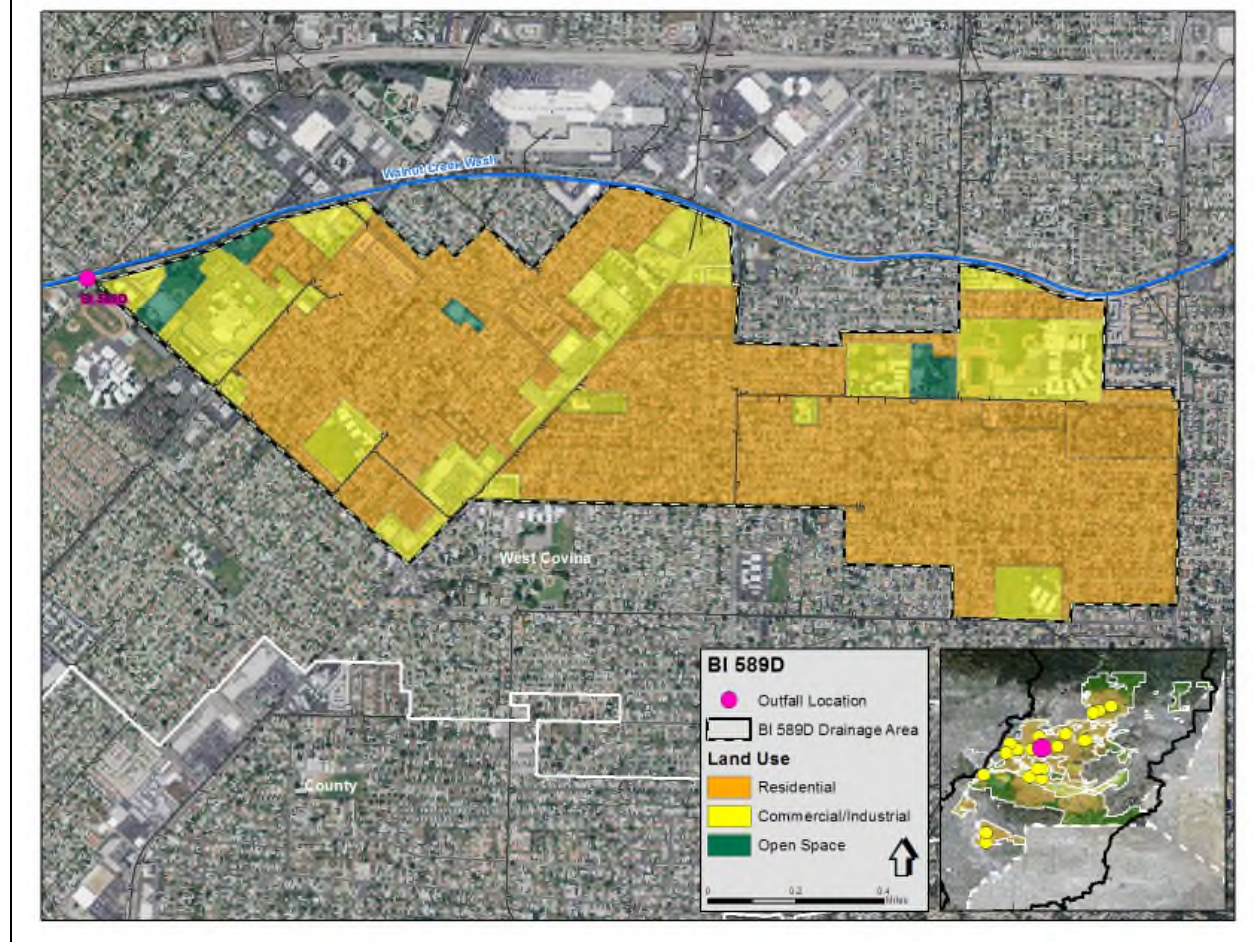 Walnut Creek Wash
BI 589D
West Covina
County
BI 589D
Outfall Location
BI 589D Drainage Area
Land Use
Residential
Commercial/Industrial
Open Space
0 0.2 0.4
Miles